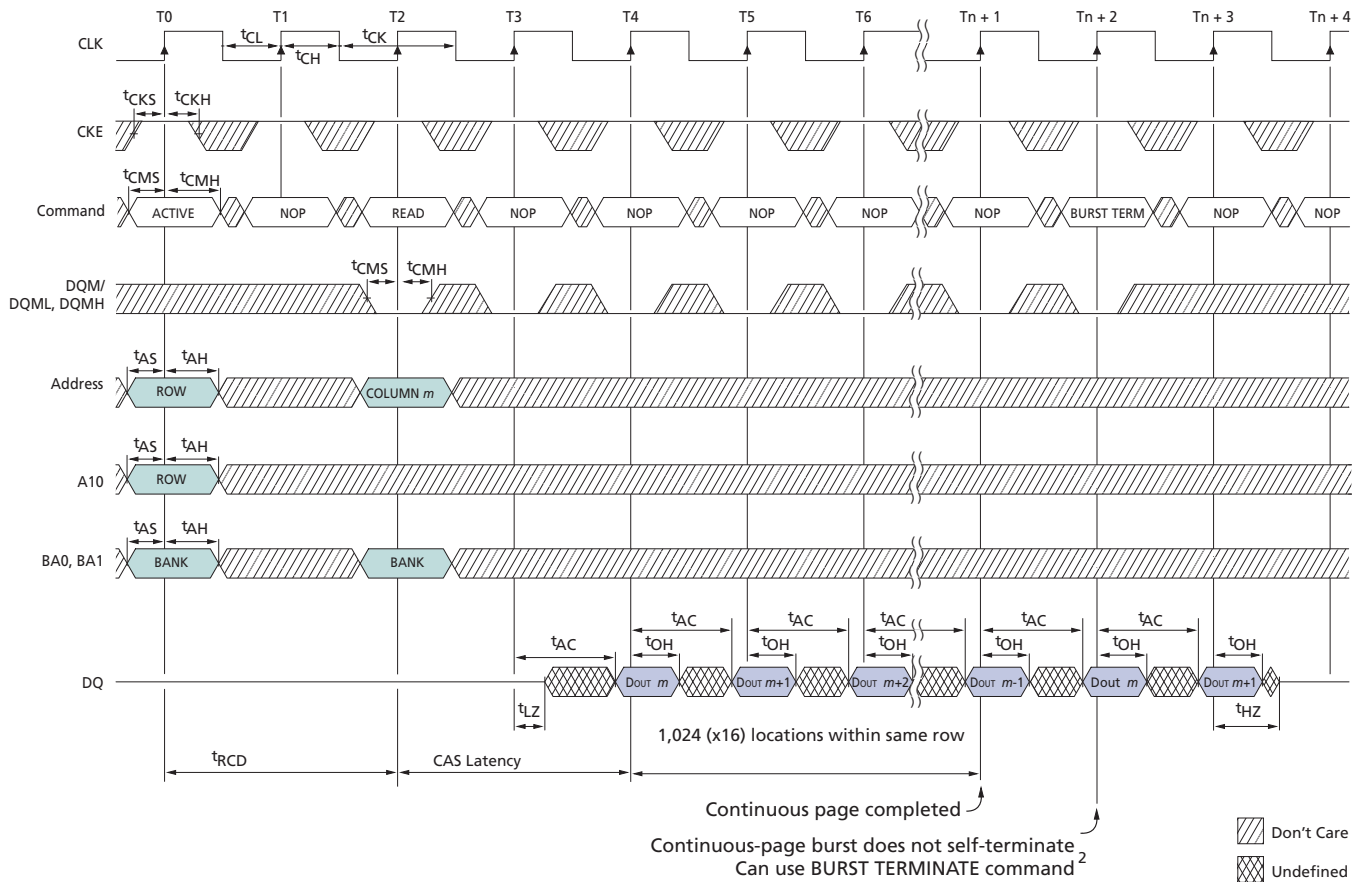 T0 T1 T2 T3 T4 T5 T6 Tn + 1 Tn + 2 Tn + 3 Tn + 4
CLK tCL tCH tCK
tCKS tCKH
CKE
tCMS tCMH
Command ACTIVE NOP READ NOP NOP NOP NOP NOP BURST TERM NOP NOP
tCMS tCMH
DQM/
DQML, DQMH
tAS tAH
Address ROW COLUMN m
tAS tAH
A10 ROW
tAS tAH
BA0, BA1 BANK BANK
tAC tAC tAC tAC tAC tAC
tOH tOH tOH tOH tOH tOH
DQ DOUT m DOUT m+1 DOUT m+2 DOUT m-1 Dout m DOUT m+1
tLZ tHZ
1,024 (x16) locations within same row
tRCD CAS Latency
Continuous page completed
Continuous-page burst does not self-terminate
Can use BURST TERMINATE command2
Don't Care
Undefined